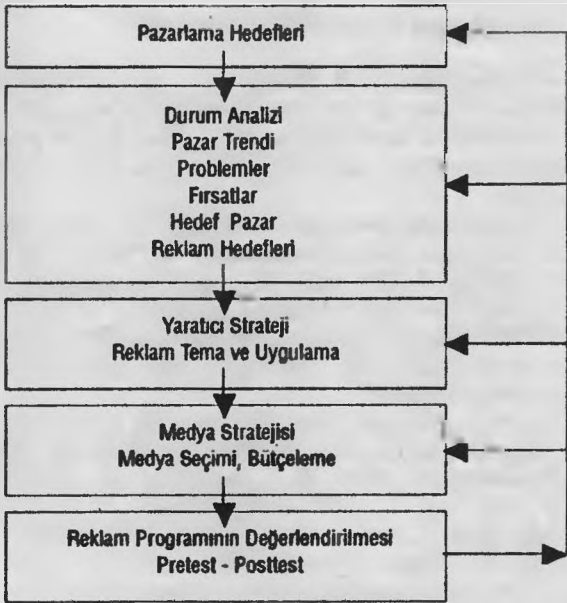 Pazarlama Hedefleri
Durum Analizi
Pazar Trendi
Problemler
Fırsatlar
Hedef Pazar
Reklam Hedefleri
Yaratıcı Strateji
Reklam Tema ve Uygulama
Medya Stratejisi
Medya Seçimi, Bütçeleme
Reklam Programının Değerlendirilmesi
Pretest - Posttest